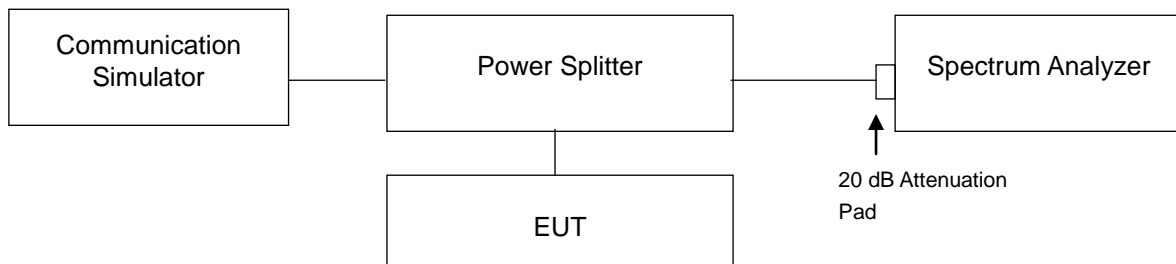 Communication
Simulator
Power Splitter
Spectrum Analyzer
20 dB Attenuation
Pad
EUT